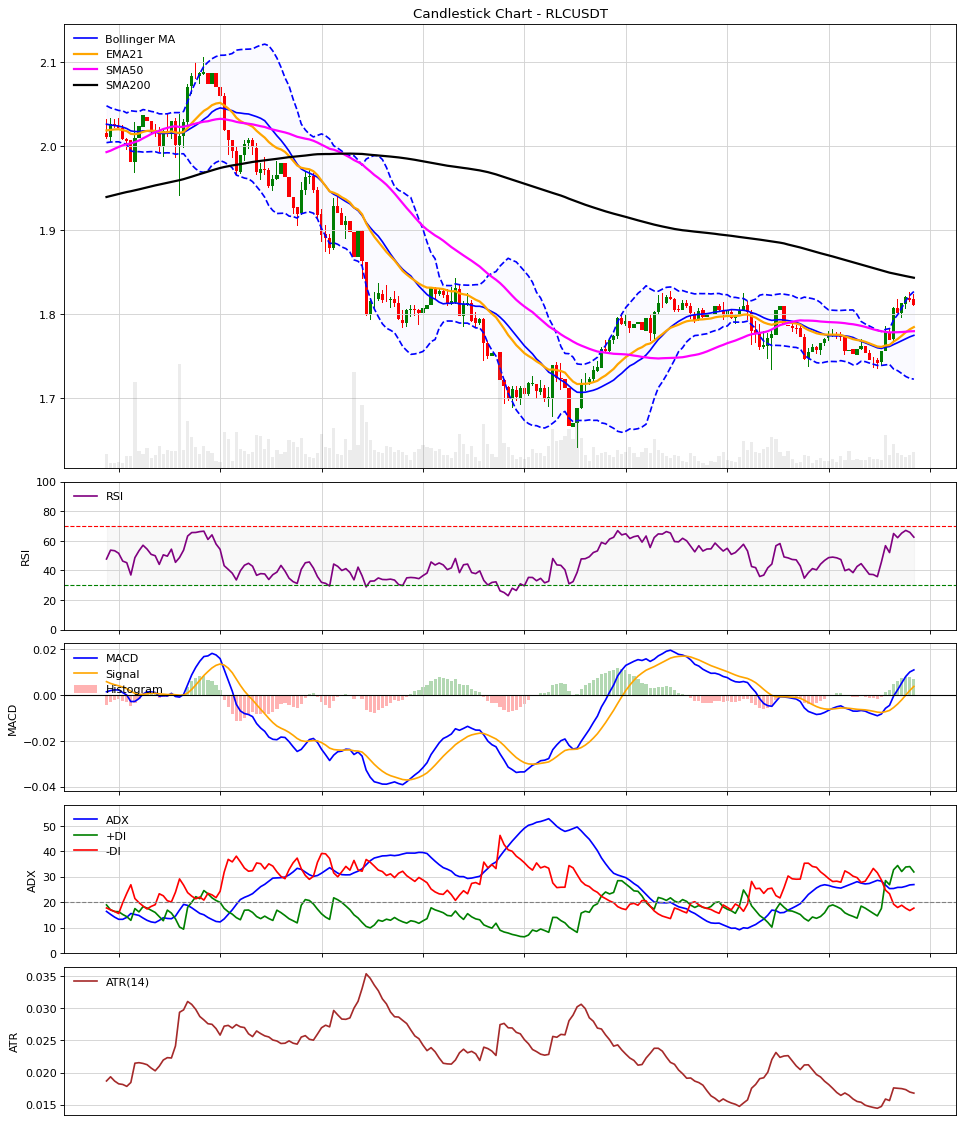 Candlestick Chart - RLCUSDT
Bollinger MA
EMA21
SMA50
SMA200
2.1
2.0
1.9
1.8
1.7
RSI
RSI
100
80
60
40
20
0
MACD
Signal
Histogram
MACD
0.02
0.00
−0.02
−0.04
ADX
+DI
-DI
ADX
50
40
30
20
10
0
ATR(14)
ATR
0.035
0.030
0.025
0.020
0.015